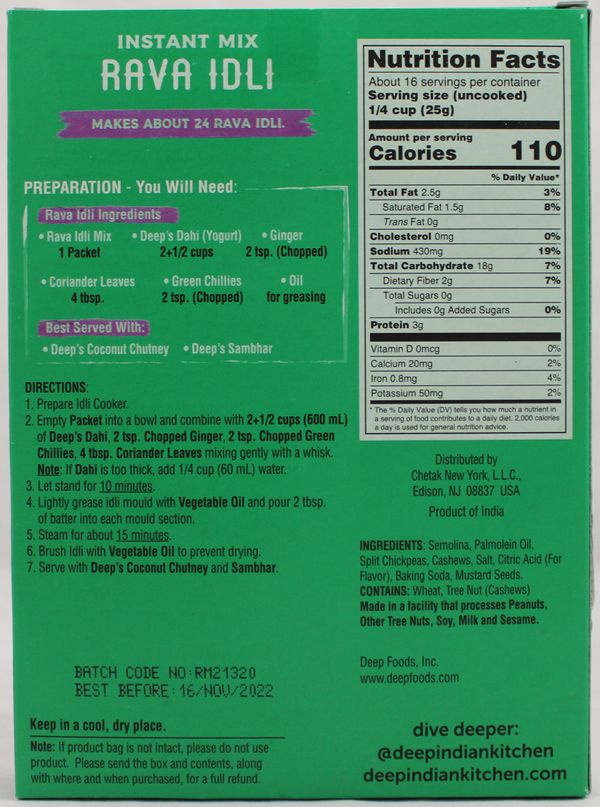 INSTANT MIX
RAVA IDLI
MAKES ABOUT 24 RAVA IDLI.
PREPARATION - You Will Need:
Rava Idli Ingredients
• Rava Idli Mix • Deep's Dahi (Yogurt) • Ginger
1 Packet 2+1/2 cups 2 tsp. (Chopped)
• Coriander Leaves • Green Chillies • Oil
4 tbsp. 2 tsp. (Chopped) for greasing
Best Served With:
• Deep's Coconut Chutney • Deep's Sambhar
DIRECTIONS:
1. Prepare Idli Cooker.
2. Empty Packet into a bowl and combine with 2+1/2 cups (600 mL)
of Deep's Dahi, 2 tsp. Chopped Ginger, 2 tsp. Chopped Green
Chillies, 4 tbsp. Coriander Leaves mixing gently with a whisk.
Note: If Dahi is too thick, add 1/4 cup (60 mL) water.
3. Let stand for 10 minutes.
4. Lightly grease idli mould with Vegetable Oil and pour 2 tbsp.
of batter into each mould section.
5. Steam for about 15 minutes.
6. Brush Idli with Vegetable Oil to prevent drying.
7. Serve with Deep's Coconut Chutney and Sambhar.
BATCH CODE NO:RM21320
BEST BEFORE:16/NOV/2022
Keep in a cool, dry place.
Note: If product bag is not intact, please do not use
product. Please send the box and contents, along
with where and when purchased, for a full refund.
Nutrition Facts
About 16 servings per container
Serving size (uncooked)
1/4 cup (25g)
Amount per serving
Calories 110
% Daily Value*
Total Fat 2.5g 3%
Saturated Fat 1.5g 8%
Trans Fat 0g
Cholesterol 0mg 0%
Sodium 430mg 19%
Total Carbohydrate 18g 7%
Dietary Fiber 2g 7%
Total Sugars 0g
Includes 0g Added Sugars 0%
Protein 3g
Vitamin D 0mcg 0%
Calcium 20mg 2%
Iron 0.8mg 4%
Potassium 50mg 2%
* The % Daily Value (DV) tells you how much a nutrient in
a serving of food contributes to a daily diet. 2,000 calories
a day is used for general nutrition advice.
Distributed by
Chetak New York, L.L.C.,
Edison, NJ 08837 USA
Product of India
INGREDIENTS: Semolina, Palmolein Oil,
Split Chickpeas, Cashews, Salt, Citric Acid (For
Flavor), Baking Soda, Mustard Seeds.
CONTAINS: Wheat, Tree Nut (Cashews)
Made in a facility that processes Peanuts,
Other Tree Nuts, Soy, Milk and Sesame.
Deep Foods, Inc.
www.deepfoods.com
dive deeper:
@deepindiankitchen
deepindiankitchen.com